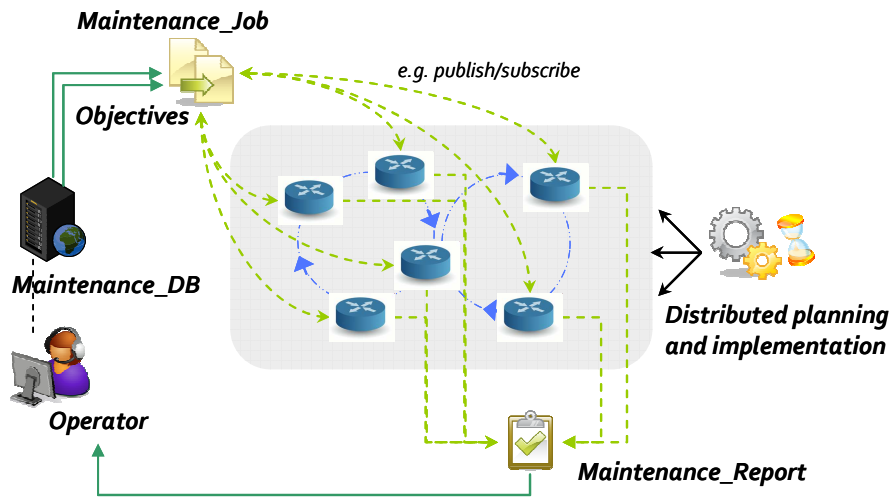 Maintenance_Job
e.g. publish/subscribe
Objectives
Maintenance_DB
Distributed planning
and implementation
Operator
Maintenance_Report